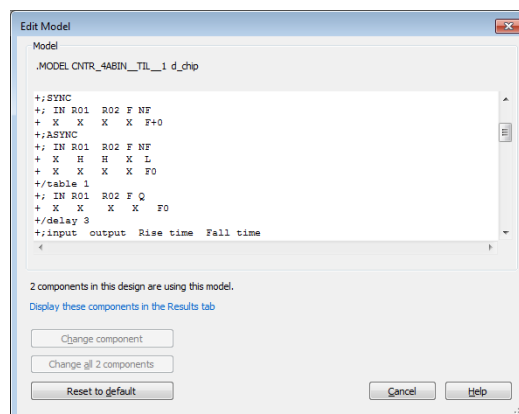 Edit Model
Model
.MODEL CNTR_4ABIN__TIL__1 d_chip
+;SYNC
+; IN R01  R02 F NF
+  X   X   X  X  F+0
+;ASYNC
+; IN R01  R02 F NF
+  X   H   H   X  L
+  X   X   X   X  F0
+/table 1
+; IN R01  R02 F Q
+  X  X    X   X   F0
+/delay 3
+;input  output  Rise time  Fall time
2 components in this design are using this model.
Display these components in the Results tab
Change component
Change all 2 components
Reset to default
Cancel
Help